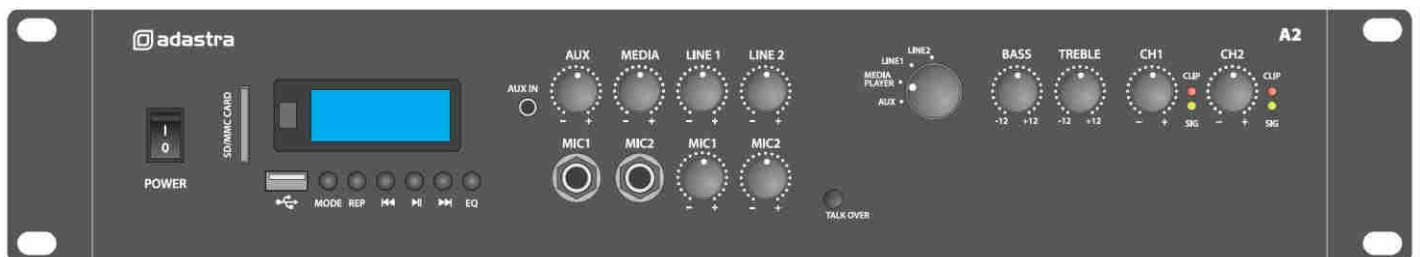 adastra
A2
AUX MEDIA LINE 1 LINE 2
LINE2
LINE1
MEDIA
PLAYER
AUX
BASS TREBLE CH1 CH2
CLIP CLIP
AUX IN
SD/MMC CARD
- + - + - + - +
-12 +12 -12 +12 - + - +
SIG SIG
I
0
POWER
MIC1 MIC2 MIC1 MIC2
MODE REP EQ
- + - +
TALK OVER